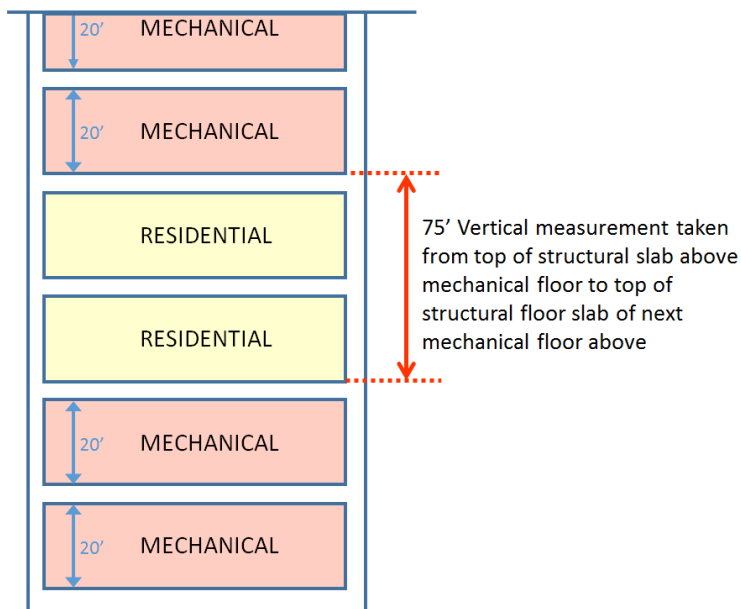 20’ MECHANICAL
20’ MECHANICAL
RESIDENTIAL
75’ Vertical measurement taken
from top of structural slab above
mechanical floor to top of
structural floor slab of next
mechanical floor above
RESIDENTIAL
20’ MECHANICAL
20’ MECHANICAL